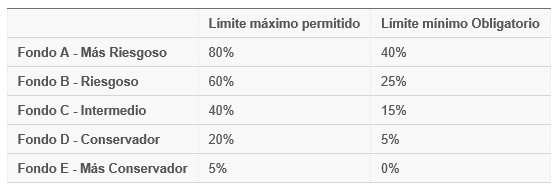 Límite máximo permitido Límite mínimo Obligatorio
Fondo A - Más Riesgoso 80% 40%
Fondo B - Riesgoso 60% 25%
Fondo C - Intermedio 40% 15%
Fondo D - Conservador 20% 5%
Fondo E - Más Conservador 5% 0%